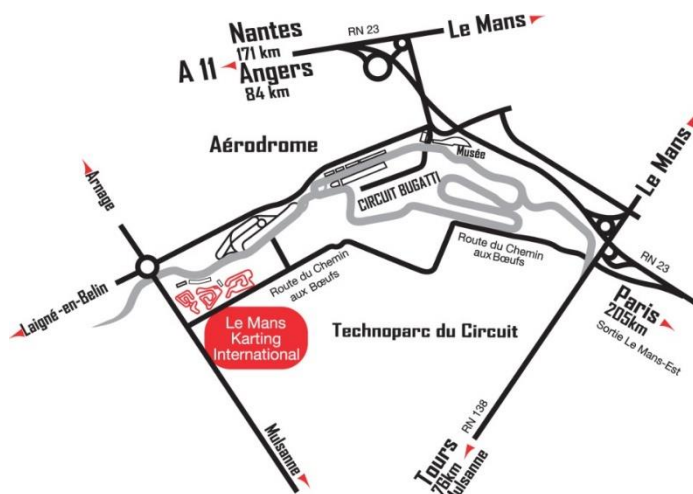 Nantes
171 km
RN 23
Le Mans
A 11
Angers
84 km
Aérodrome
Musée
Arnage
CIRCUIT BUGATTI
Le Mans
Route du Chemin
aux Bœufs
RN 23
Laigné-en-Belin
Route du Chemin
aux Bœufs
Paris
205km
Sortie Le Mans-Est
Le Mans
Karting
International
Technoparc du Circuit
Mulsanne
RN 138
Tours
76km
Mulsanne